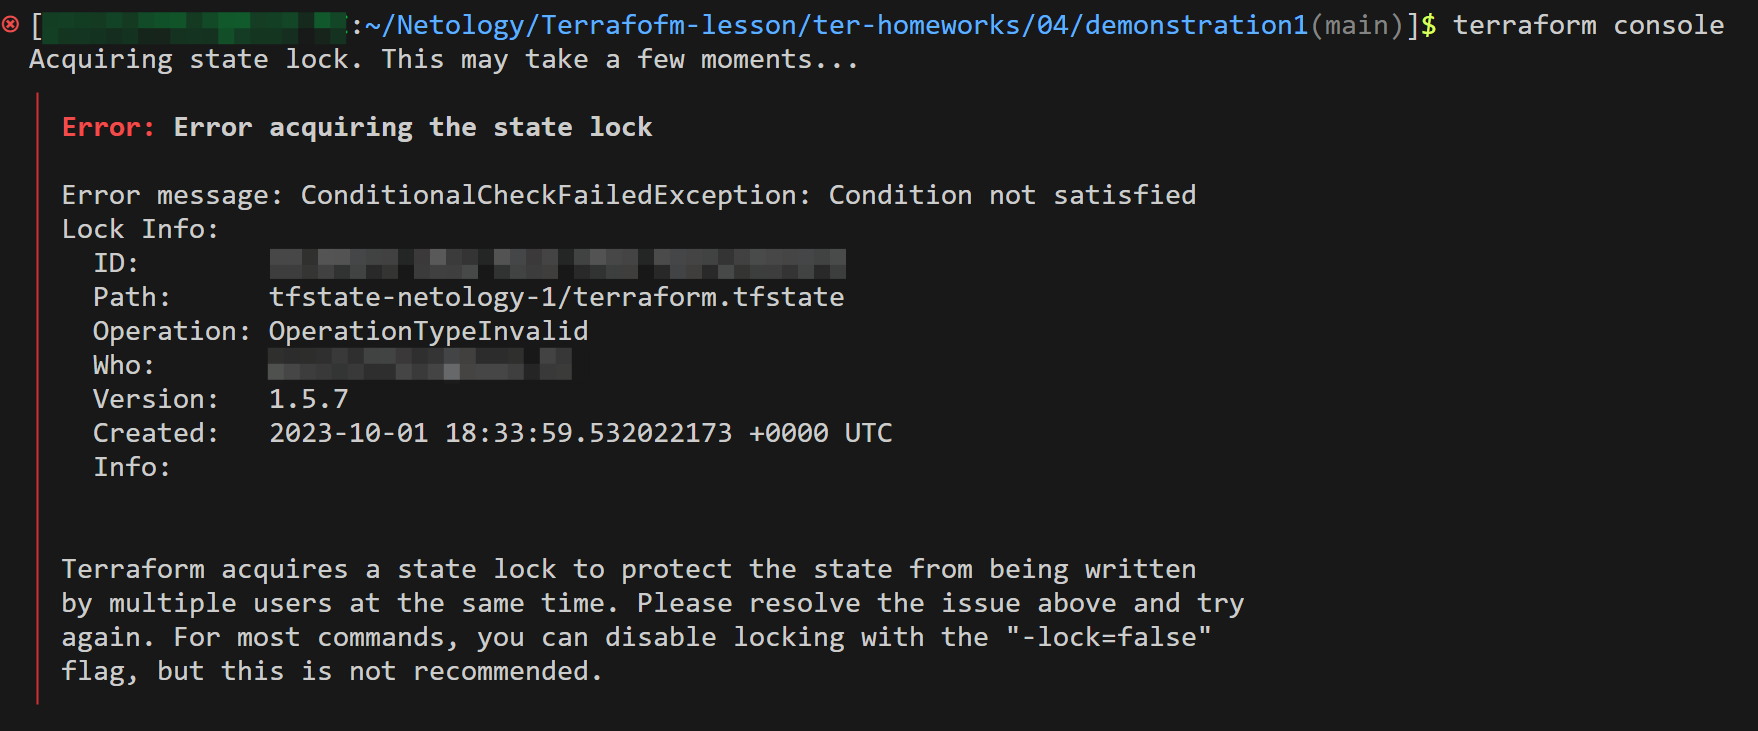 [:~/Netology/Terrafofm-lesson/ter-homeworks/04/demonstration1(main)]$ terraform console
Acquiring state lock. This may take a few moments...
Error: Error acquiring the state lock
Error message: ConditionalCheckFailedException: Condition not satisfied
Lock Info:
ID:
Path: tfstate-netology-1/terraform.tfstate
Operation: OperationTypeInvalid
Who:
Version: 1.5.7
Created: 2023-10-01 18:33:59.532022173 +0000 UTC
Info:
Terraform acquires a state lock to protect the state from being written
by multiple users at the same time. Please resolve the issue above and try
again. For most commands, you can disable locking with the "-lock=false"
flag, but this is not recommended.